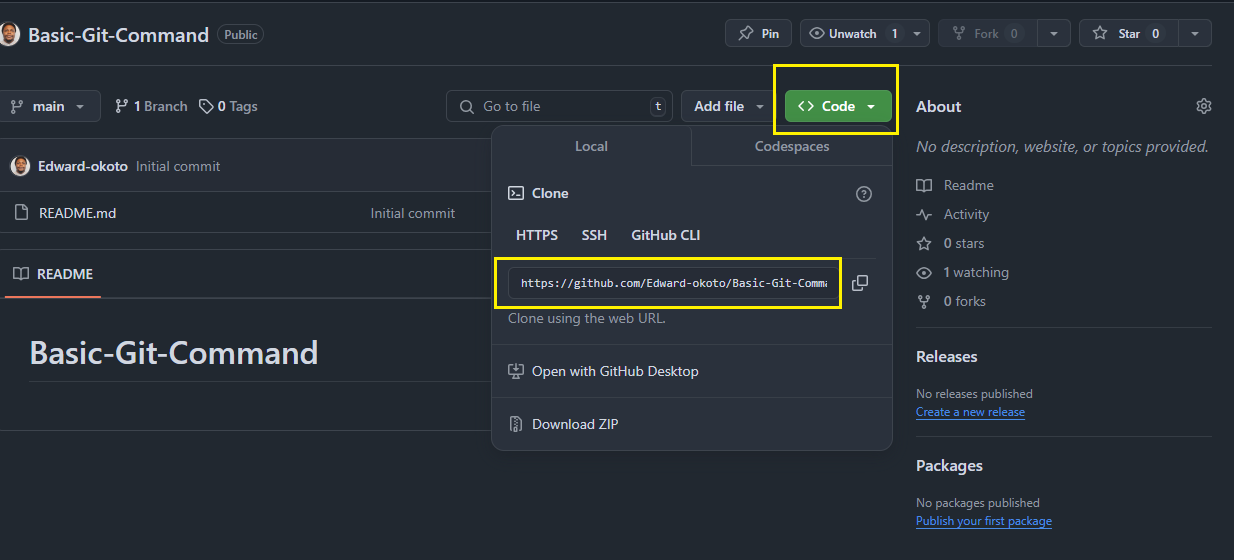 Basic-Git-Command Public Pin Unwatch 1 Fork 0 Star 0
main 1 Branch 0 Tags Go to file t Add file <> Code
Edward-okoto Initial commit
README.md Initial commit
README
Basic-Git-Command
Local Codespaces
Clone
HTTPS SSH GitHub CLI
https://github.com/Edward-okoto/Basic-Git-Comma
Clone using the web URL.
Open with GitHub Desktop
Download ZIP
About
No description, website, or topics provided.
Readme
Activity
0 stars
1 watching
0 forks
Releases
No releases published
Create a new release
Packages
No packages published
Publish your first package